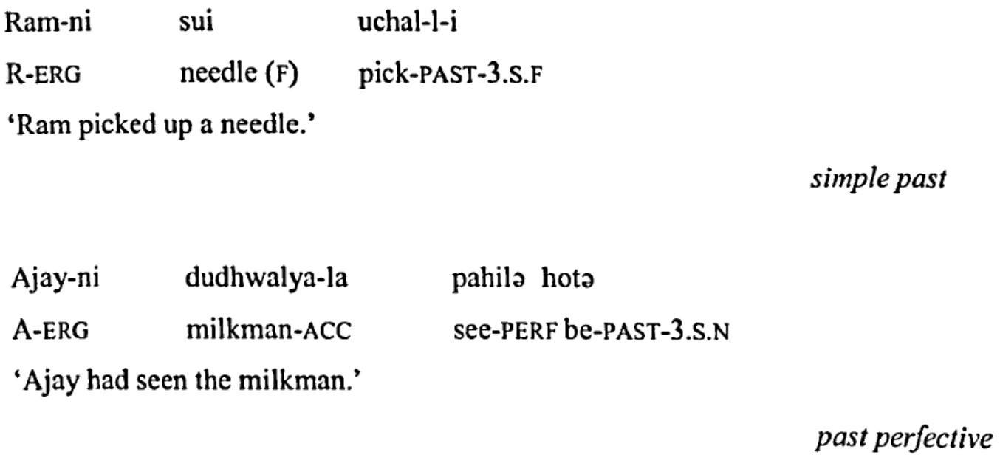 Ram-ni sui uchal-l-i
R-ERG needle (F) pick-PAST-3.S.F
‘Ram picked up a needle.’
simple past
Ajay-ni dudhwalya-la pahilə hotə
A-ERG milkman-ACC see-PERF be-PAST-3.S.N
‘Ajay had seen the milkman.’
past perfective